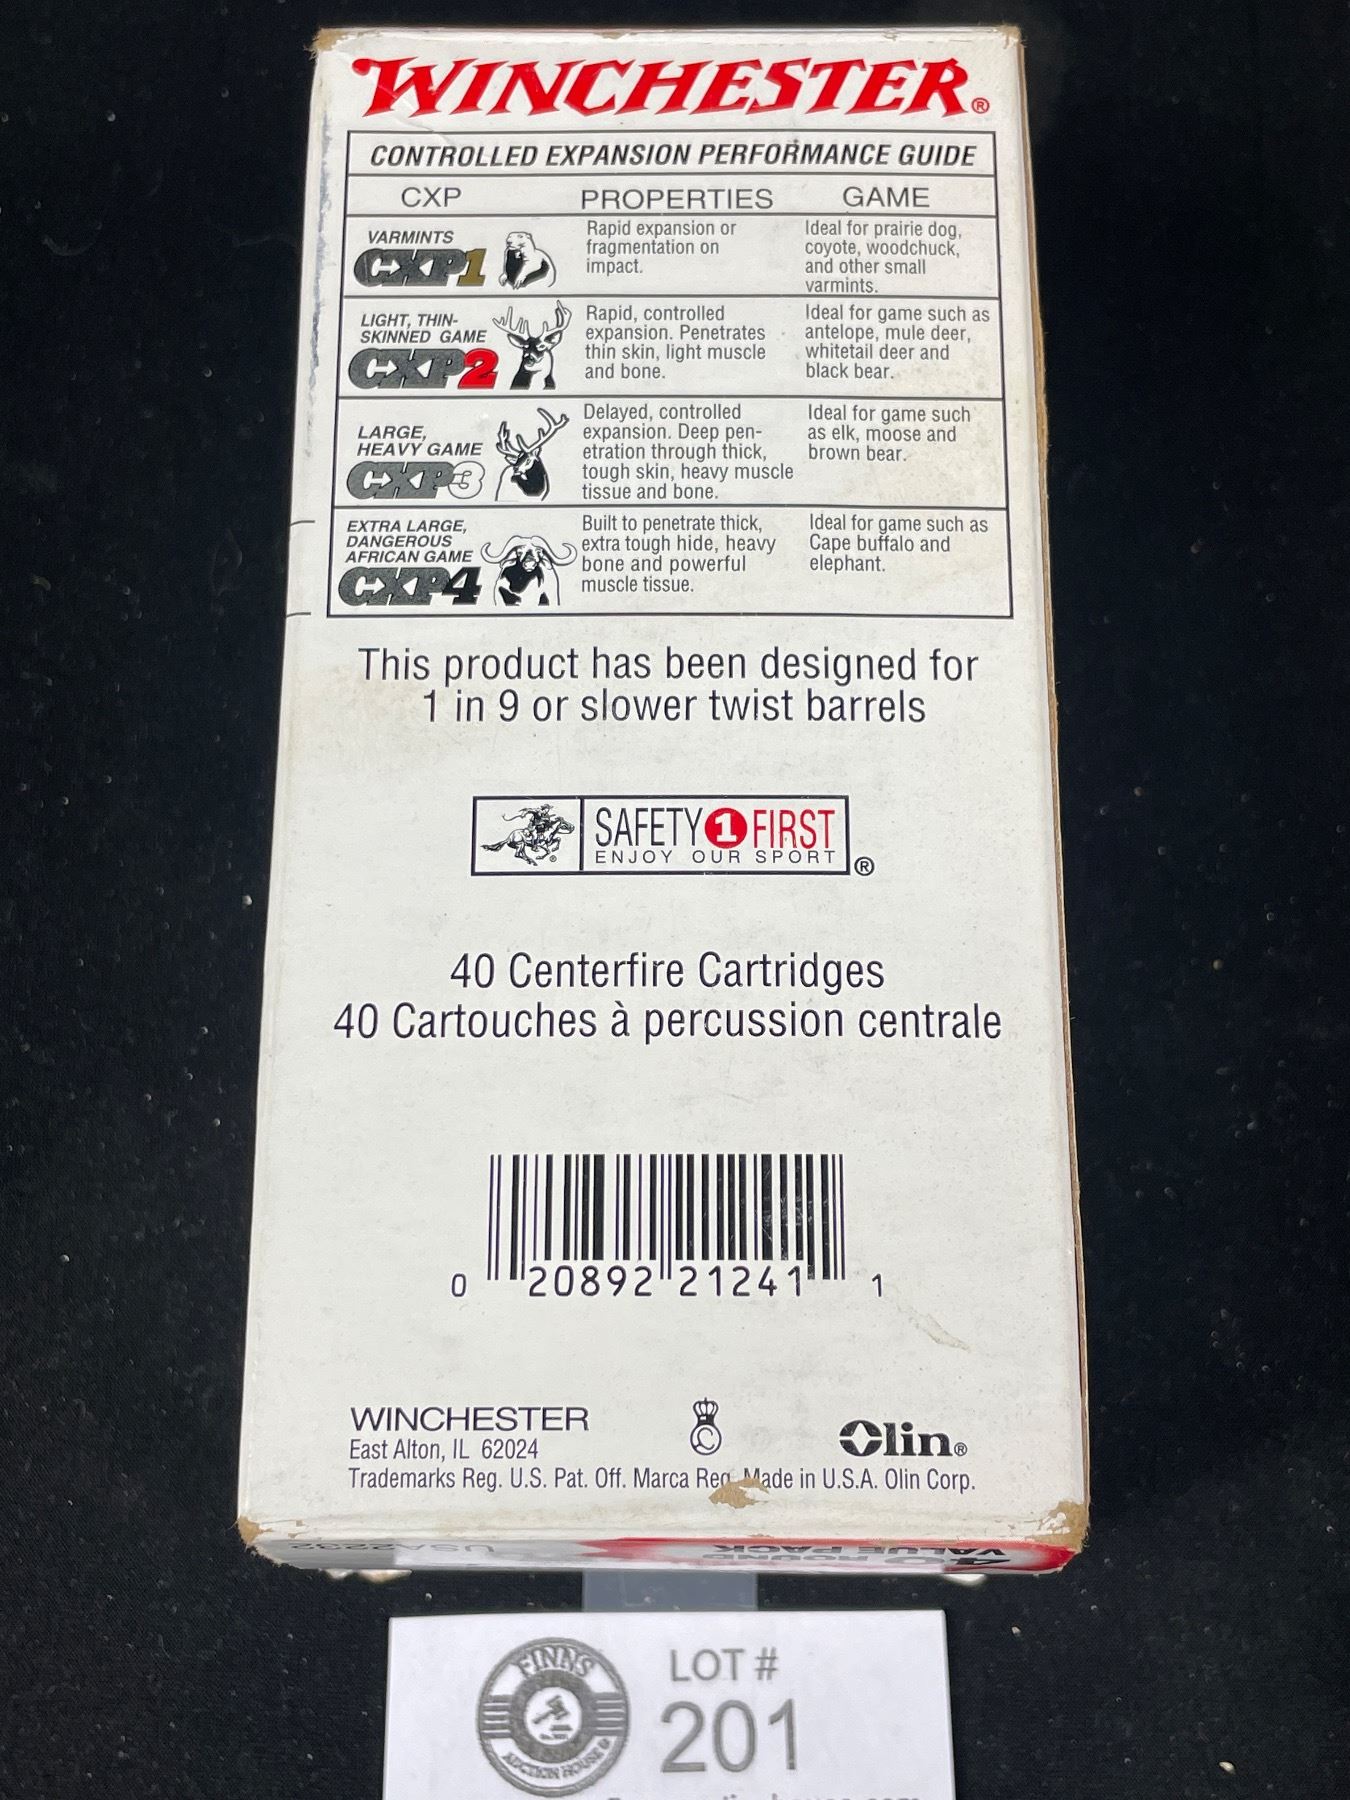 WINCHESTER®
CONTROLLED EXPANSION PERFORMANCE GUIDE
CXP PROPERTIES GAME
VARMINTS
CXP1
Rapid expansion or
fragmentation on
impact.
Ideal for prairie dog,
coyote, woodchuck,
and other small
varmints.
LIGHT, THIN-
SKINNED GAME
CXP2
Rapid, controlled
expansion. Penetrates
thin skin, light muscle
and bone.
Ideal for game such as
antelope, mule deer,
whitetail deer and
black bear.
LARGE,
HEAVY GAME
CXP3
Delayed, controlled
expansion. Deep pen-
etration through thick,
tough skin, heavy muscle
tissue and bone.
Ideal for game such
as elk, moose and
brown bear.
EXTRA LARGE,
DANGEROUS
AFRICAN GAME
CXP4
Built to penetrate thick,
extra tough hide, heavy
bone and powerful
muscle tissue.
Ideal for game such as
Cape buffalo and
elephant.
This product has been designed for
1 in 9 or slower twist barrels
SAFETY 1 FIRST
ENJOY OUR SPORT ®
40 Centerfire Cartridges
40 Cartouches à percussion centrale
0 20892 21241 1
WINCHESTER
East Alton, IL 62024
Olin®
Trademarks Reg. U.S. Pat. Off. Marca Reg. Made in U.S.A. Olin Corp.
40 ROUND
VALUE PACK
FINNS
AUCTION HOUSE
LOT #
201